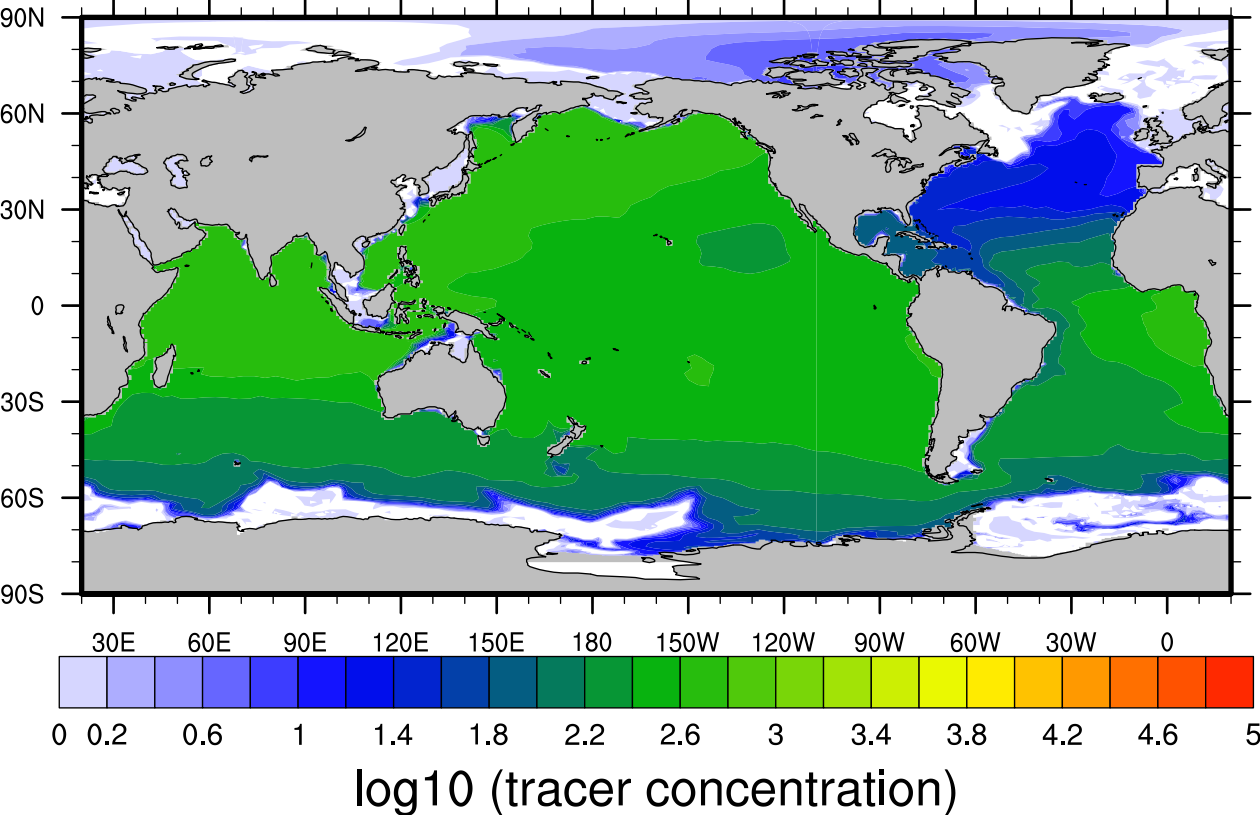 90N
60N
30N
0
30S
60S
90S
30E 60E 90E 120E 150E 180 150W 120W 90W 60W 30W 0
0 0.2 0.6 1 1.4 1.8 2.2 2.6 3 3.4 3.8 4.2 4.6 5
log10 (tracer concentration)